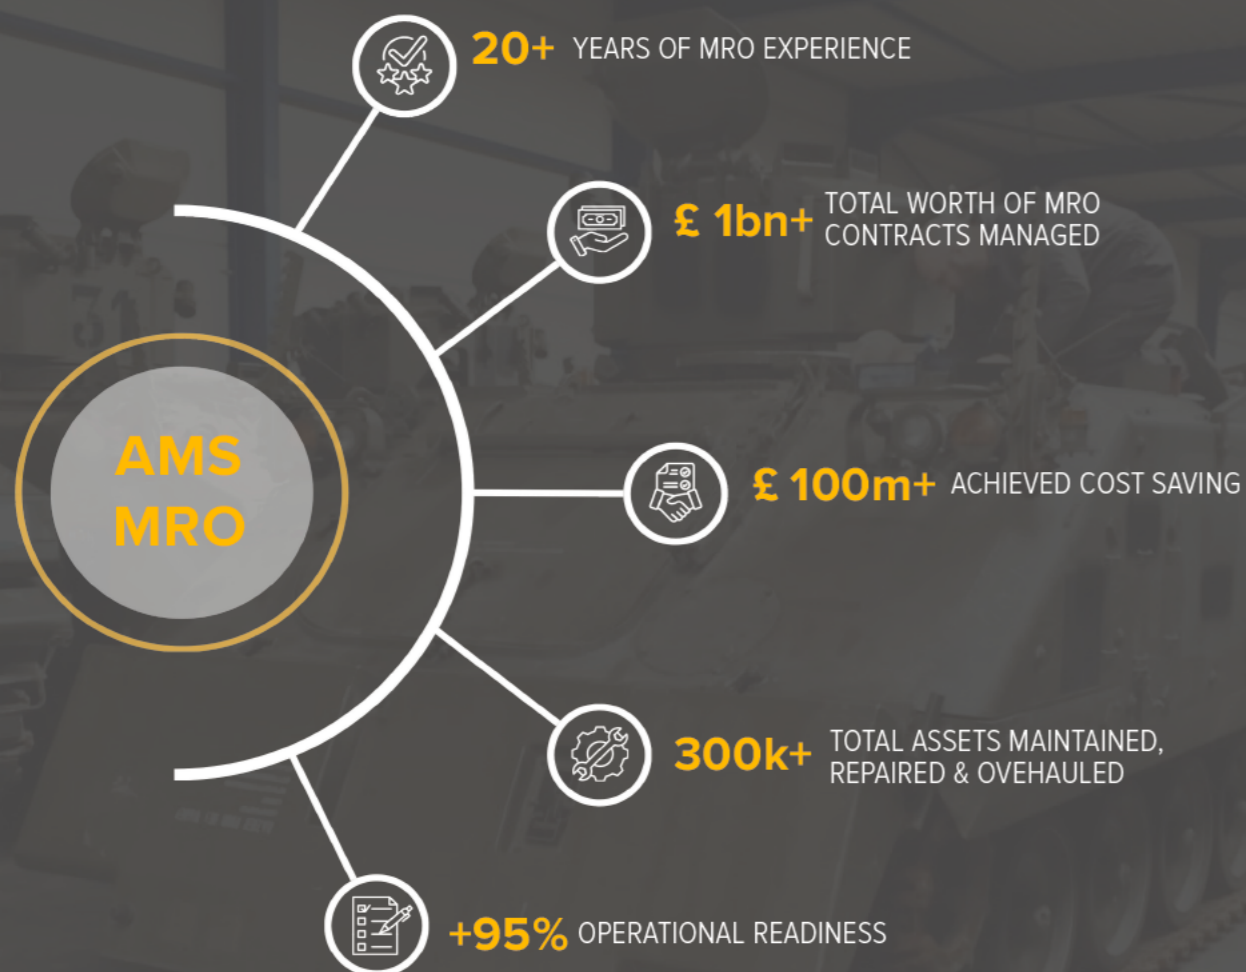 20+ YEARS OF MRO EXPERIENCE
£ 1bn+ TOTAL WORTH OF MRO
CONTRACTS MANAGED
AMS
MRO
£ 100m+ ACHIEVED COST SAVING
300k+ TOTAL ASSETS MAINTAINED,
REPAIRED & OVEHAULED
+95% OPERATIONAL READINESS